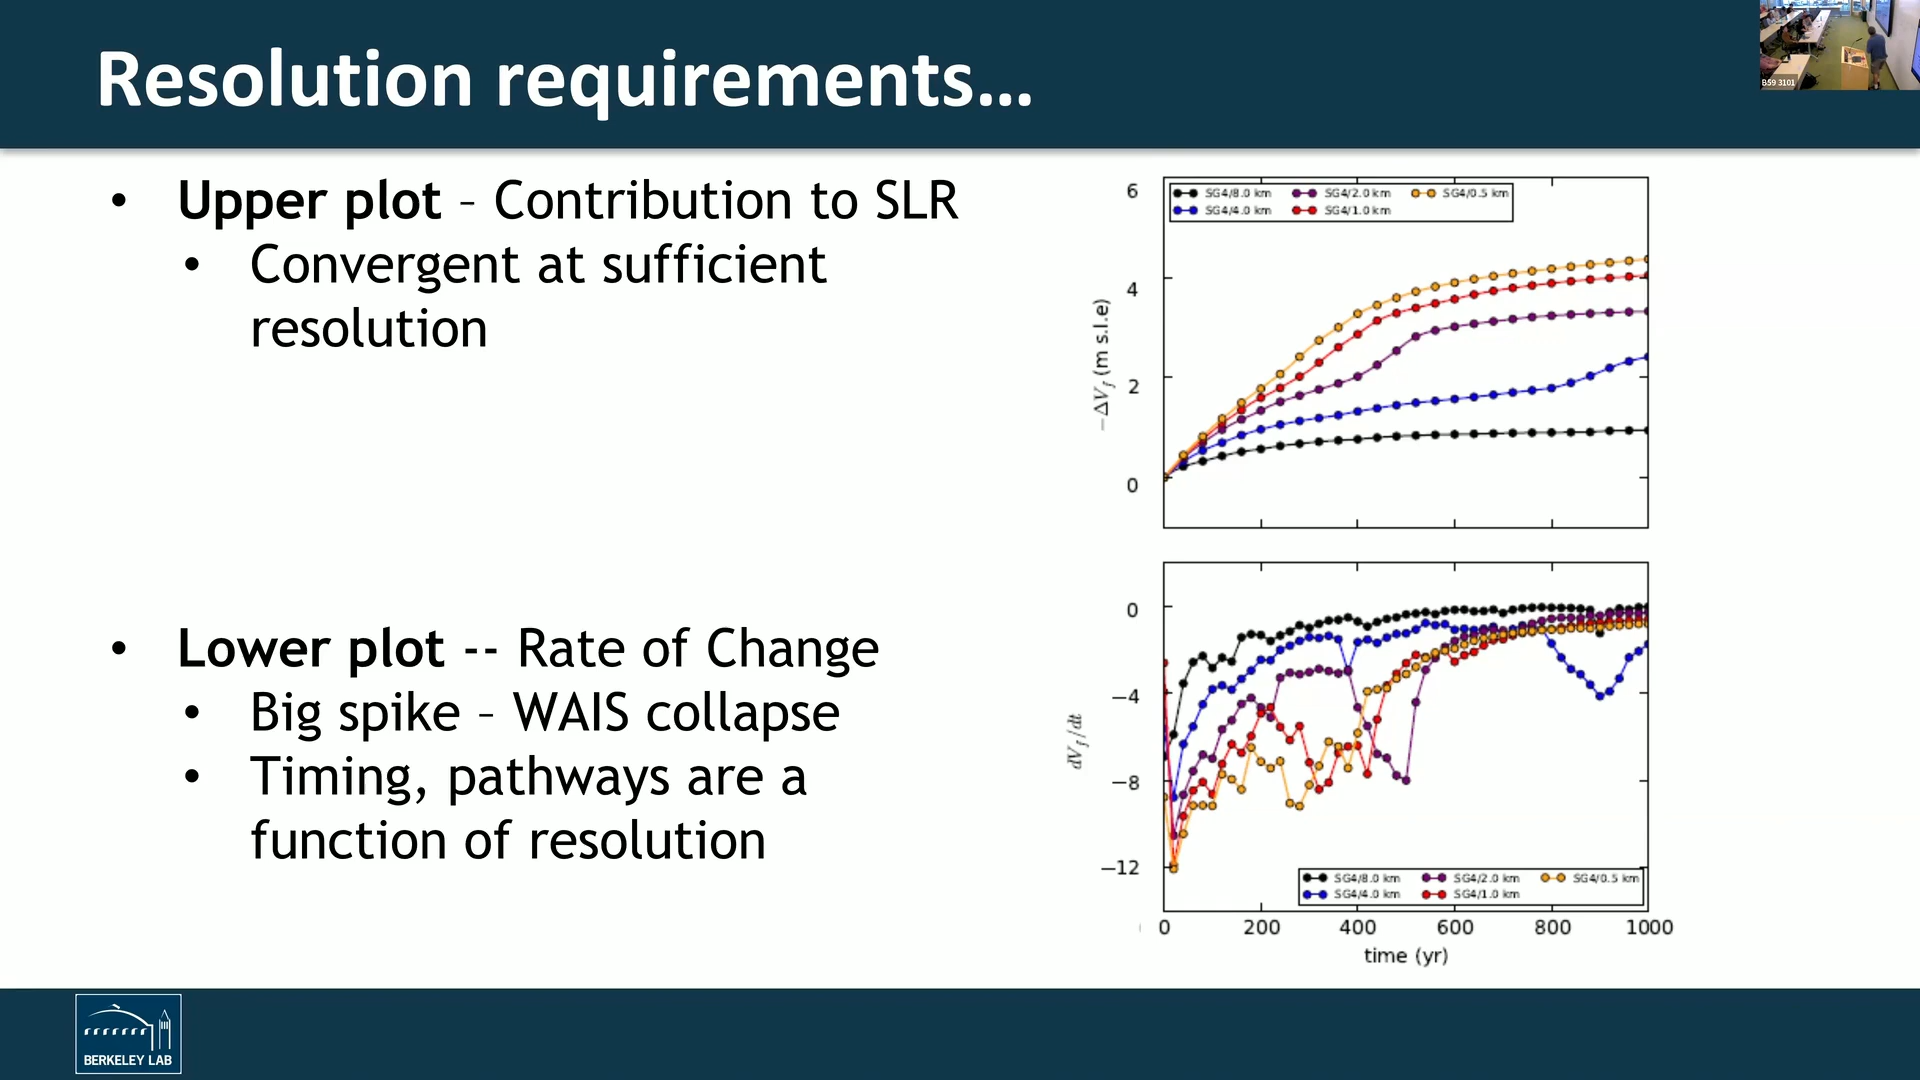 Resolution requirements...
B59 3101
• Upper plot – Contribution to SLR
• Convergent at sufficient
resolution
• Lower plot -- Rate of Change
• Big spike – WAIS collapse
• Timing, pathways are a
function of resolution
SG4/8.0 km SG4/2.0 km SG4/0.5 km
SG4/4.0 km SG4/1.0 km
6
4
2
0
−ΔVf (m s.l.e)
0
−4
−8
−12
dVf/dt
SG4/8.0 km SG4/2.0 km SG4/0.5 km
SG4/4.0 km SG4/1.0 km
0 200 400 600 800 1000
time (yr)
BERKELEY LAB